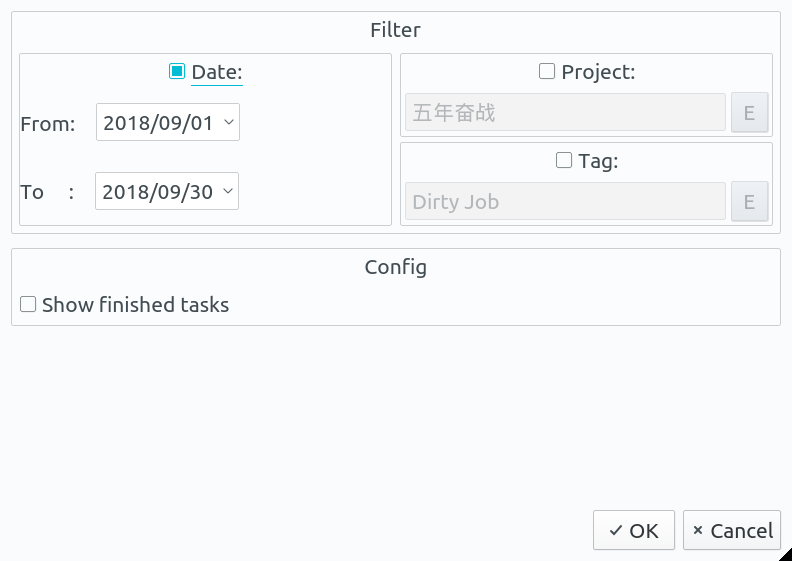 Filter
Date:
From: 2018/09/01
To : 2018/09/30
Project:
五年奋战 E
Tag:
Dirty Job E
Config
Show finished tasks
OK Cancel